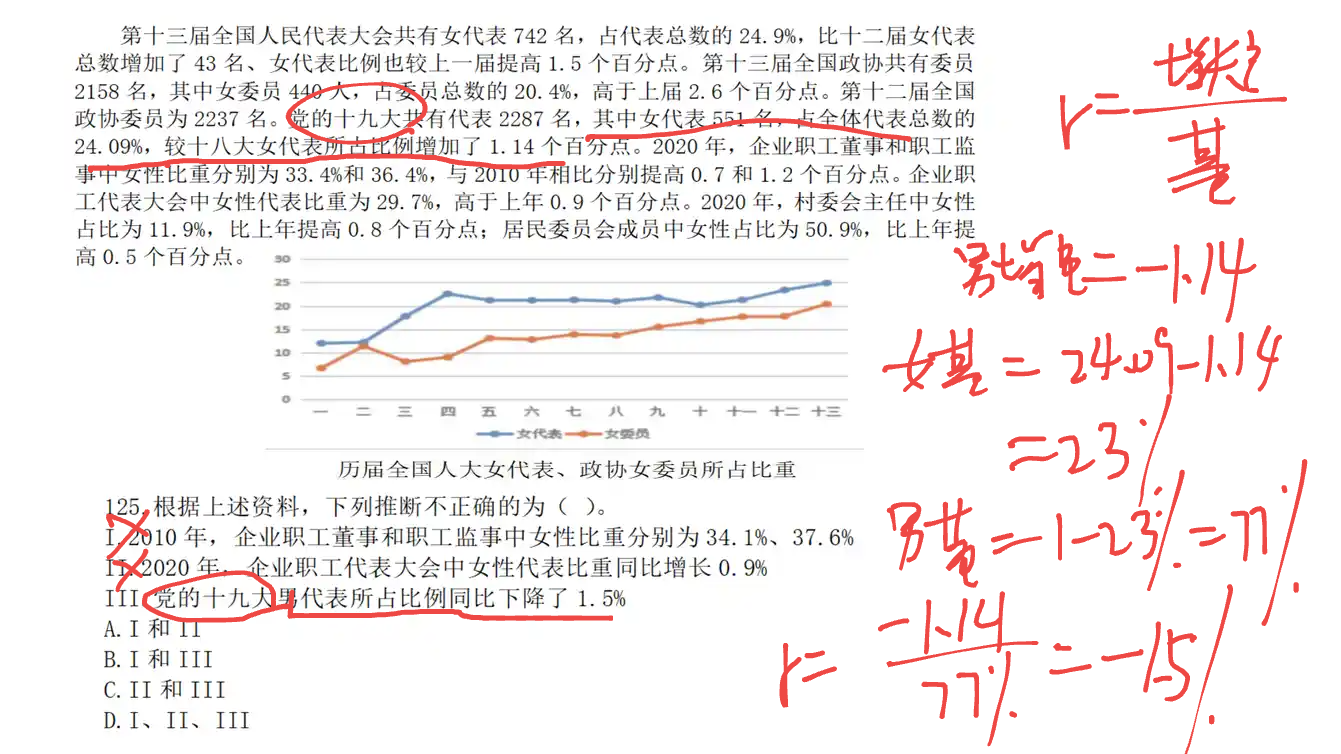 第十三届全国人民代表大会共有女代表 742 名，占代表总数的 24.9%，比十二届女代表
总数增加了 43 名、女代表比例也较上一届提高 1.5 个百分点。第十三届全国政协共有委员
2158 名，其中女委员 440 人，占委员总数的 20.4%，高于上届 2.6 个百分点。第十二届全国
政协委员为 2237 名。党的十九大共有代表 2287 名，其中女代表 551 名，占全体代表总数的
24.09%，较十八大女代表所占比例增加了 1.14 个百分点。2020 年，企业职工董事和职工监
事中女性比重分别为 33.4%和 36.4%，与 2010 年相比分别提高 0.7 和 1.2 个百分点。企业职
工代表大会中女性代表比重为 29.7%，高于上年 0.9 个百分点。2020 年，村委会主任中女性
占比为 11.9%，比上年提高 0.8 个百分点；居民委员会成员中女性占比为 50.9%，比上年提
高 0.5 个百分点。
30
25
20
15
10
5
0
一 二 三 四 五 六 七 八 九 十 十一 十二 十三
女代表 女委员
历届全国人大女代表、政协女委员所占比重
125.根据上述资料，下列推断不正确的为（ ）。
I.2010 年，企业职工董事和职工监事中女性比重分别为 34.1%、37.6%
II.2020 年，企业职工代表大会中女性代表比重同比增长 0.9%
III.党的十九大男代表所占比例同比下降了 1.5%
A.I 和 II
B.I 和 III
C.II 和 III
D.I、II、III
r=
基
=-1.14
女基=24.09-1.14
=23%
男基=1-23%=77%
r= -1.14
77%
=-1.5%